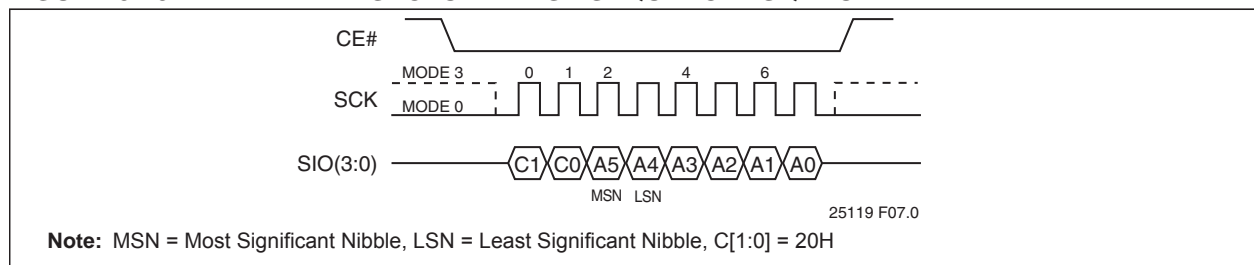 CE#
MODE 3 0 1 2 4 6
SCK
MODE 0
SIO(3:0) C1 C0 A5 A4 A3 A2 A1 A0
MSN LSN
25119 F07.0
Note: MSN = Most Significant Nibble, LSN = Least Significant Nibble, C[1:0] = 20H